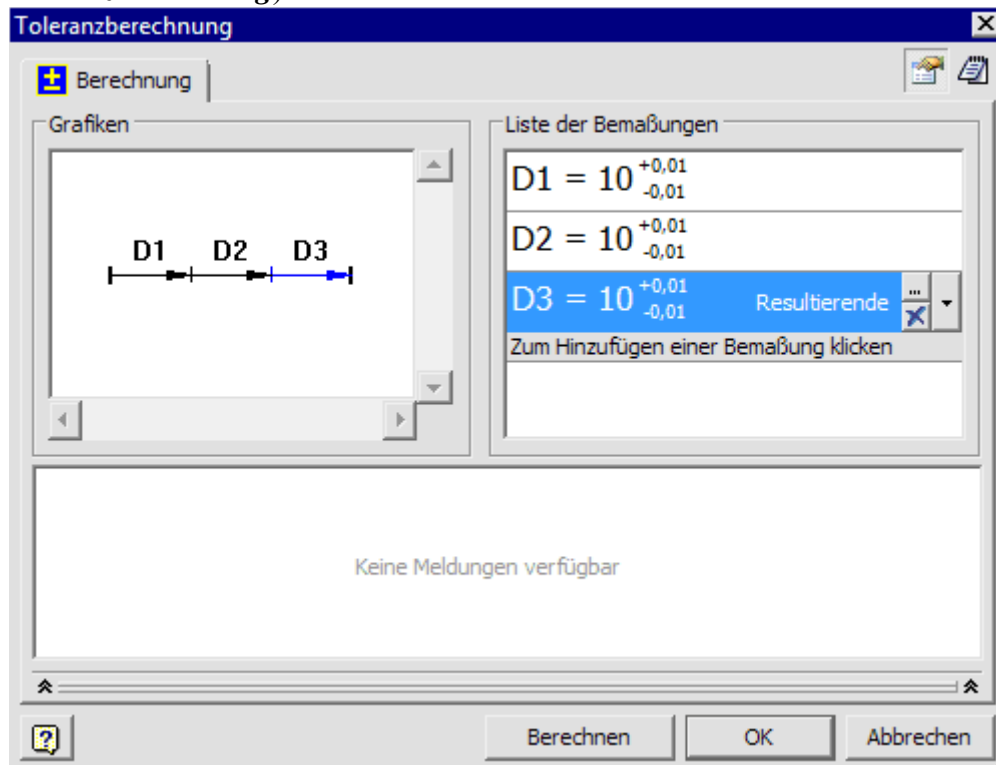 Toleranzberechnung
Berechnung
Grafiken
D1 D2 D3
Liste der Bemaßungen
D1 = 10 +0,01 -0,01
D2 = 10 +0,01 -0,01
D3 = 10 +0,01 -0,01 Resultierende ...
Zum Hinzufügen einer Bemaßung klicken
Keine Meldungen verfügbar
Berechnen OK Abbrechen